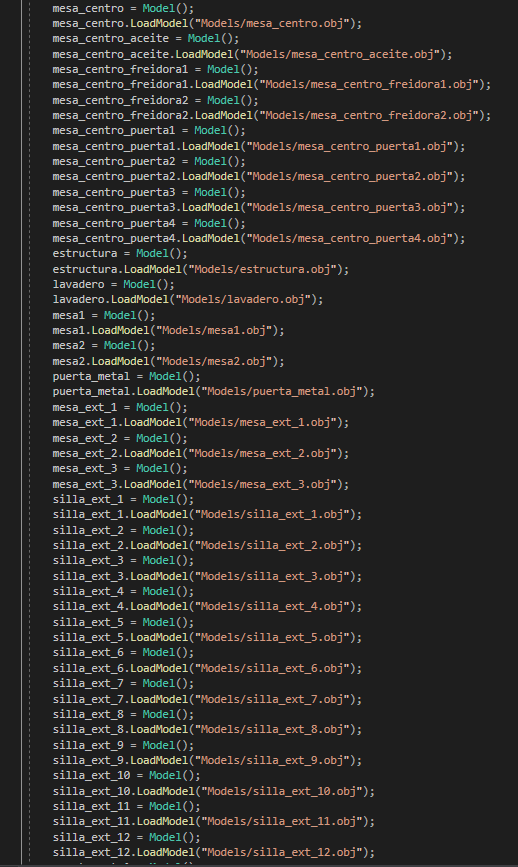 mesa_centro = Model();
mesa_centro.LoadModel("Models/mesa_centro.obj");
mesa_centro_aceite = Model();
mesa_centro_aceite.LoadModel("Models/mesa_centro_aceite.obj");
mesa_centro_freidora1 = Model();
mesa_centro_freidora1.LoadModel("Models/mesa_centro_freidora1.obj");
mesa_centro_freidora2 = Model();
mesa_centro_freidora2.LoadModel("Models/mesa_centro_freidora2.obj");
mesa_centro_puerta1 = Model();
mesa_centro_puerta1.LoadModel("Models/mesa_centro_puerta1.obj");
mesa_centro_puerta2 = Model();
mesa_centro_puerta2.LoadModel("Models/mesa_centro_puerta2.obj");
mesa_centro_puerta3 = Model();
mesa_centro_puerta3.LoadModel("Models/mesa_centro_puerta3.obj");
mesa_centro_puerta4 = Model();
mesa_centro_puerta4.LoadModel("Models/mesa_centro_puerta4.obj");
estructura = Model();
estructura.LoadModel("Models/estructura.obj");
lavadero = Model();
lavadero.LoadModel("Models/lavadero.obj");
mesa1 = Model();
mesa1.LoadModel("Models/mesa1.obj");
mesa2 = Model();
mesa2.LoadModel("Models/mesa2.obj");
puerta_metal = Model();
puerta_metal.LoadModel("Models/puerta_metal.obj");
mesa_ext_1 = Model();
mesa_ext_1.LoadModel("Models/mesa_ext_1.obj");
mesa_ext_2 = Model();
mesa_ext_2.LoadModel("Models/mesa_ext_2.obj");
mesa_ext_3 = Model();
mesa_ext_3.LoadModel("Models/mesa_ext_3.obj");
silla_ext_1 = Model();
silla_ext_1.LoadModel("Models/silla_ext_1.obj");
silla_ext_2 = Model();
silla_ext_2.LoadModel("Models/silla_ext_2.obj");
silla_ext_3 = Model();
silla_ext_3.LoadModel("Models/silla_ext_3.obj");
silla_ext_4 = Model();
silla_ext_4.LoadModel("Models/silla_ext_4.obj");
silla_ext_5 = Model();
silla_ext_5.LoadModel("Models/silla_ext_5.obj");
silla_ext_6 = Model();
silla_ext_6.LoadModel("Models/silla_ext_6.obj");
silla_ext_7 = Model();
silla_ext_7.LoadModel("Models/silla_ext_7.obj");
silla_ext_8 = Model();
silla_ext_8.LoadModel("Models/silla_ext_8.obj");
silla_ext_9 = Model();
silla_ext_9.LoadModel("Models/silla_ext_9.obj");
silla_ext_10 = Model();
silla_ext_10.LoadModel("Models/silla_ext_10.obj");
silla_ext_11 = Model();
silla_ext_11.LoadModel("Models/silla_ext_11.obj");
silla_ext_12 = Model();
silla_ext_12.LoadModel("Models/silla_ext_12.obj");